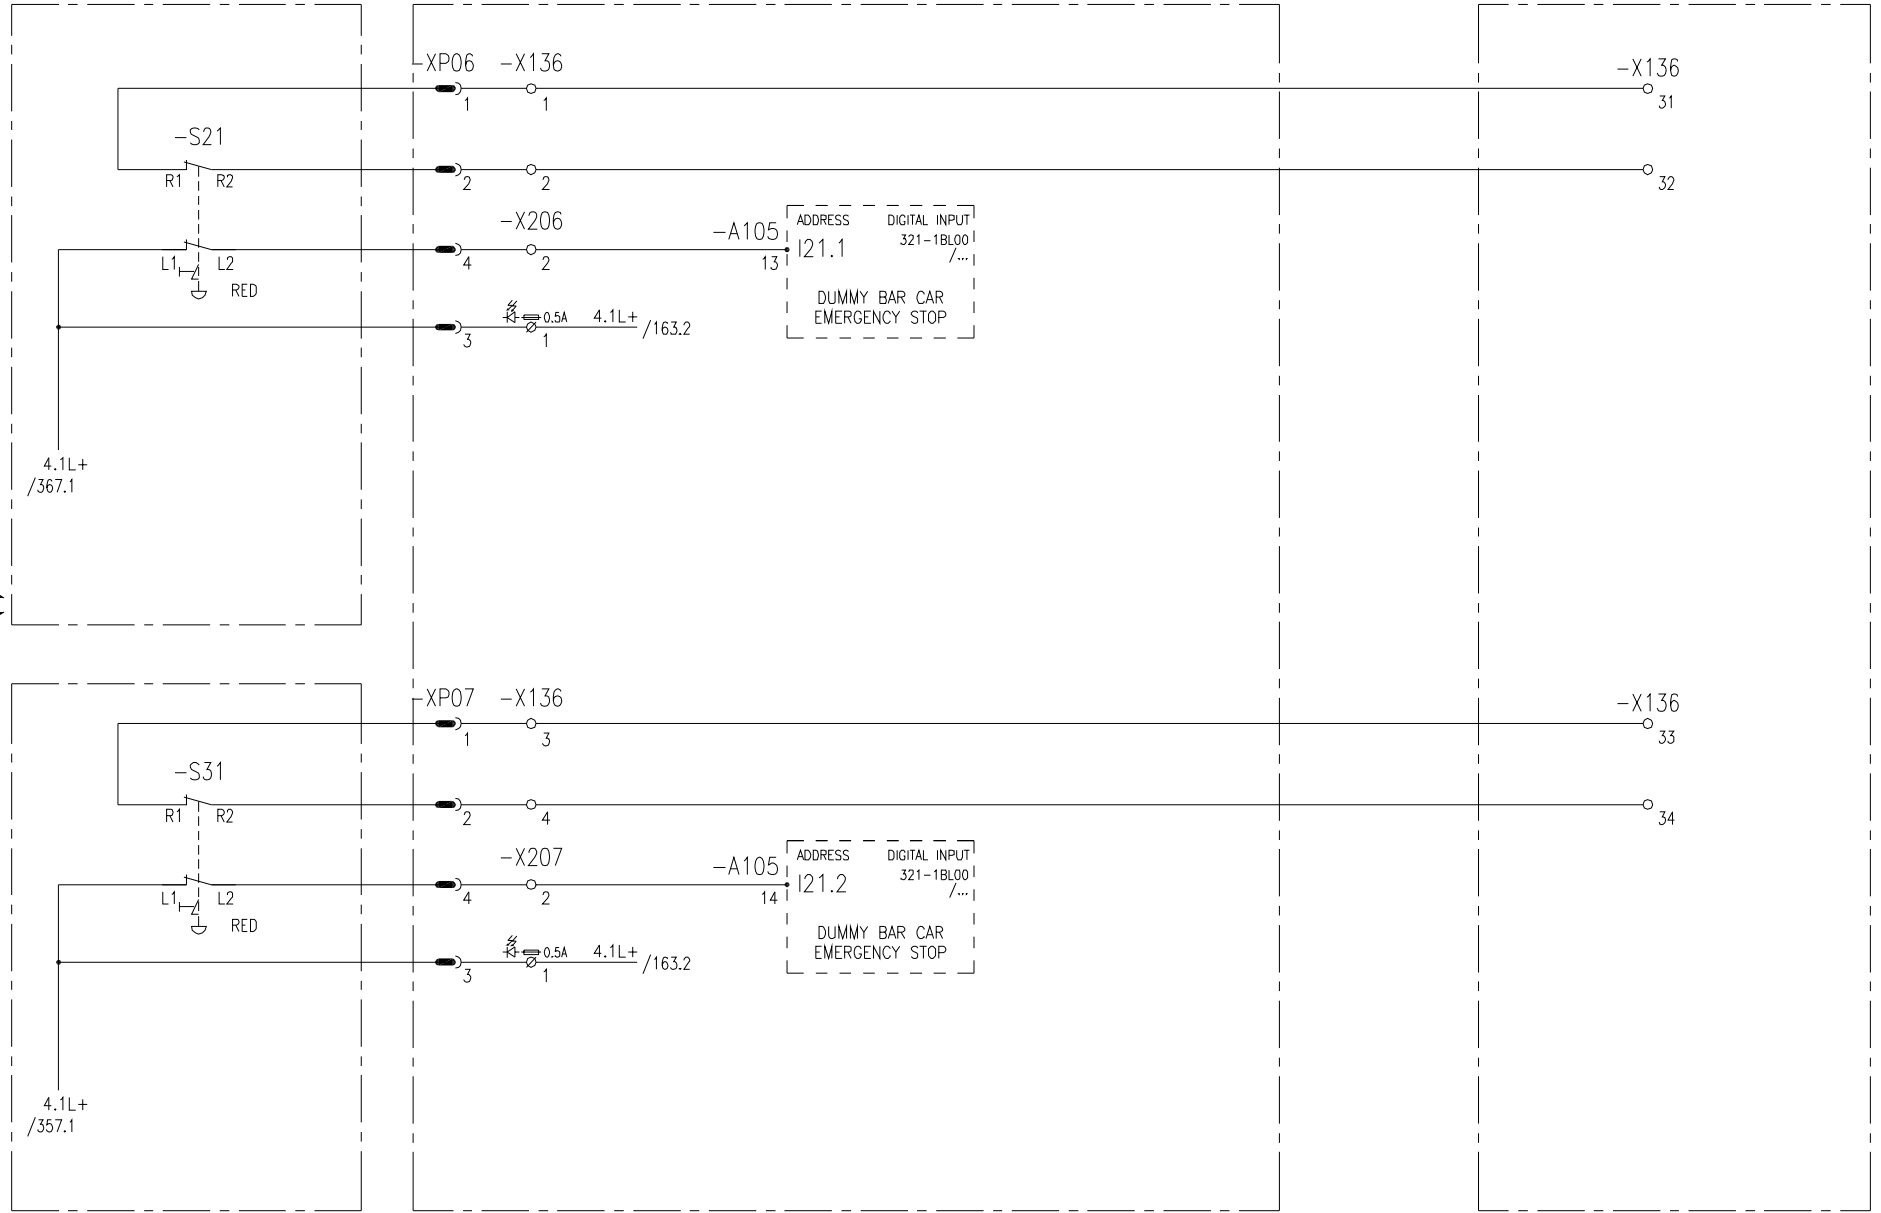 -XP06 -X136
-X136
1 1
31
-S21
R1 R2
2 2
32
-X206
-A105
ADDRESS DIGITAL INPUT
321-1BL00
I21.1
/...
L1 L2
4 2
13
RED
DUMMY BAR CAR
EMERGENCY STOP
0.5A 4.1L+
/163.2
3 1
4.1L+
/367.1
-XP07 -X136
-X136
1 3
33
-S31
R1 R2
2 4
34
-X207
-A105
ADDRESS DIGITAL INPUT
321-1BL00
I21.2
/...
L1 L2
4 2
14
RED
DUMMY BAR CAR
EMERGENCY STOP
0.5A 4.1L+
/163.2
3 1
4.1L+
/357.1